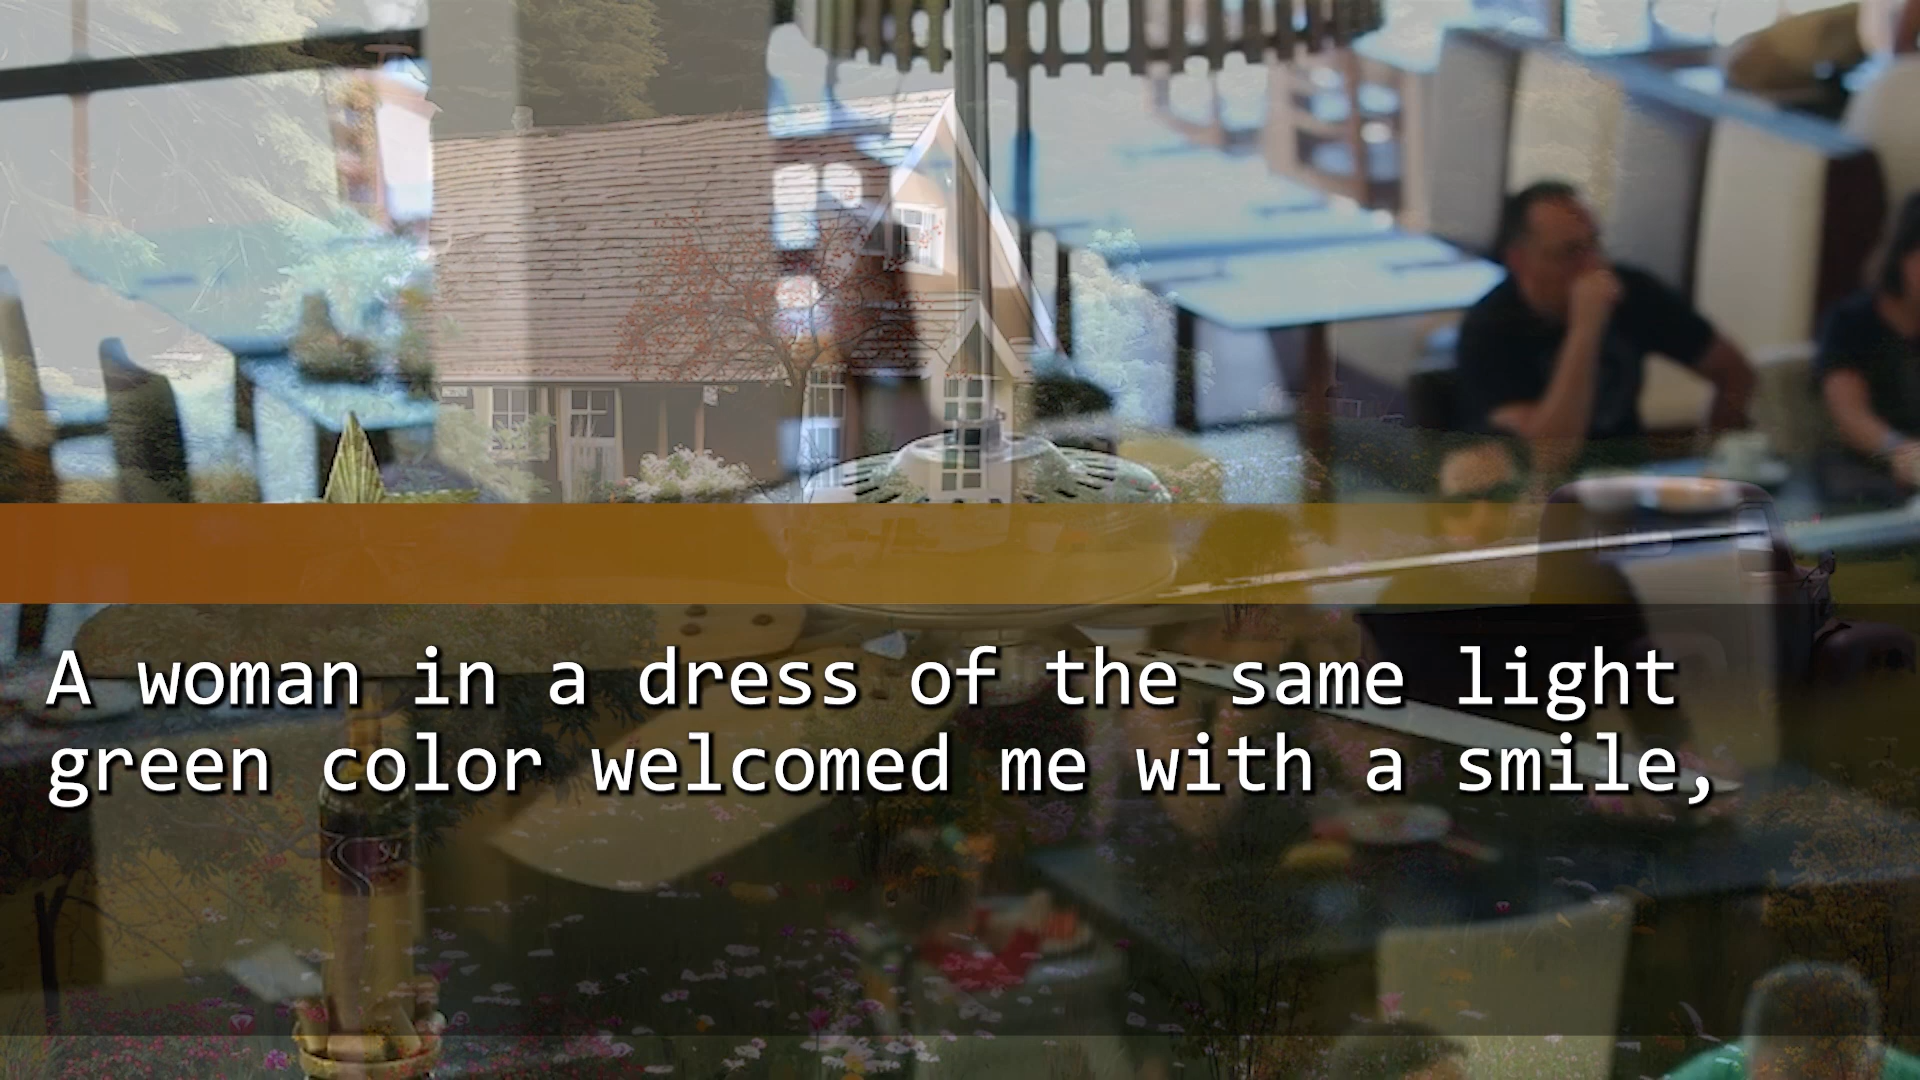 A woman in a dress of the same light
green color welcomed me with a smile,